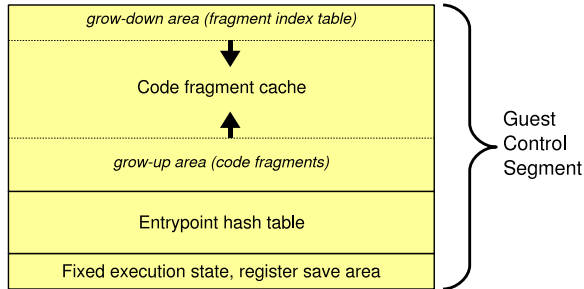 grow-down area (fragment index table)
Code fragment cache
grow-up area (code fragments)
Entrypoint hash table
Fixed execution state, register save area
Guest
Control
Segment